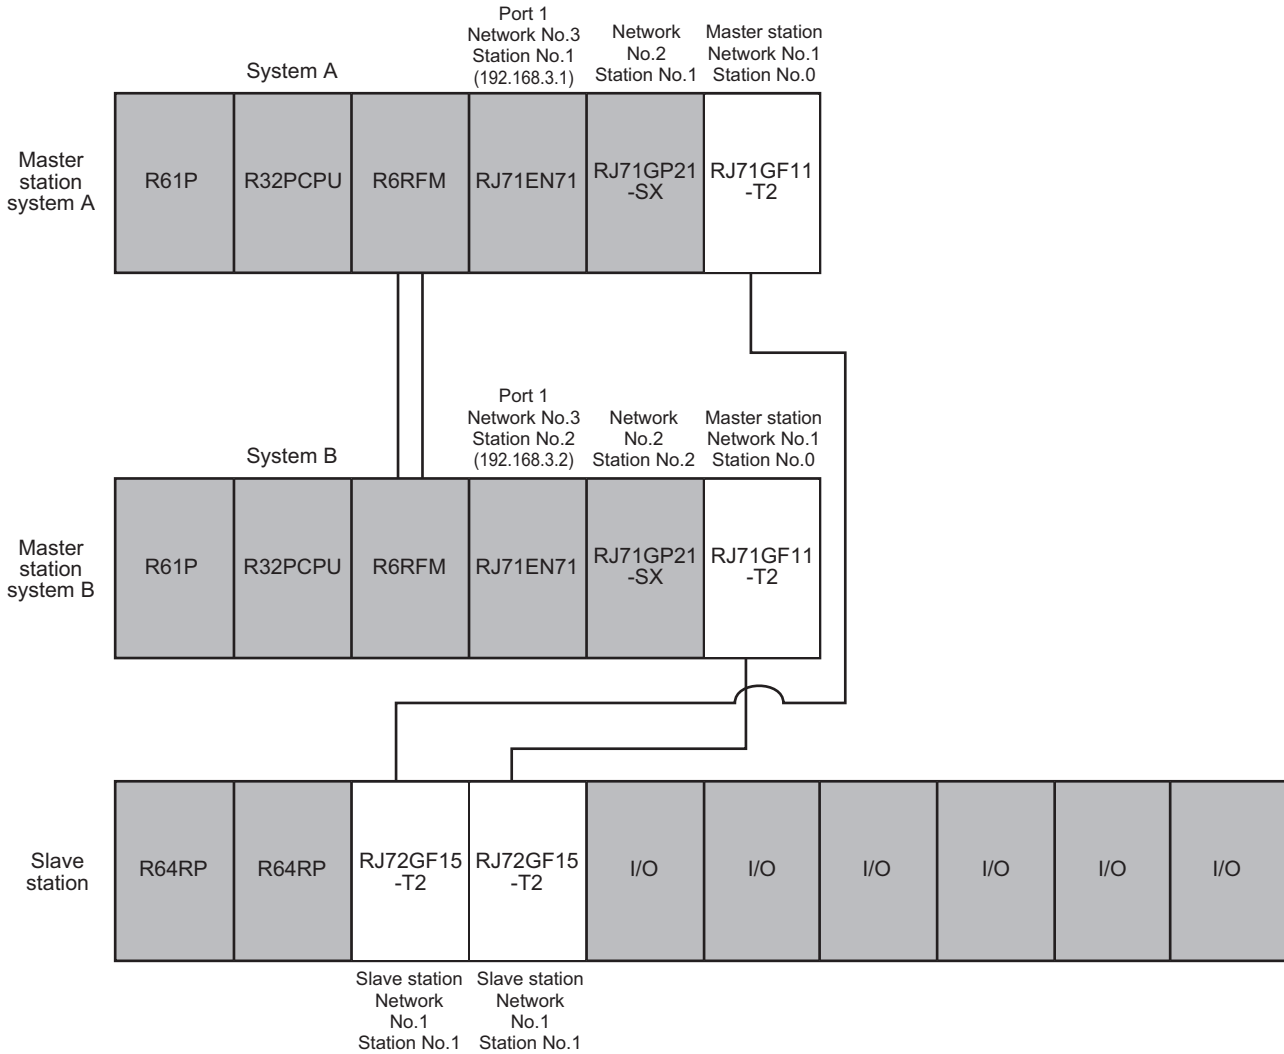 Port 1
Network No.3
Station No.1
(192.168.3.1)
Network
No.2
Station No.1
Master station
Network No.1
Station No.0
System A
Master
station
system A
R61P
R32PCPU
R6RFM
RJ71EN71
RJ71GP21
-SX
RJ71GF11
-T2
Port 1
Network No.3
Station No.2
(192.168.3.2)
Network
No.2
Station No.2
Master station
Network No.1
Station No.0
System B
Master
station
system B
R61P
R32PCPU
R6RFM
RJ71EN71
RJ71GP21
-SX
RJ71GF11
-T2
Slave
station
R64RP
R64RP
RJ72GF15
-T2
RJ72GF15
-T2
I/O
I/O
I/O
I/O
I/O
I/O
Slave station
Network
No.1
Station No.1
Slave station
Network
No.1
Station No.1